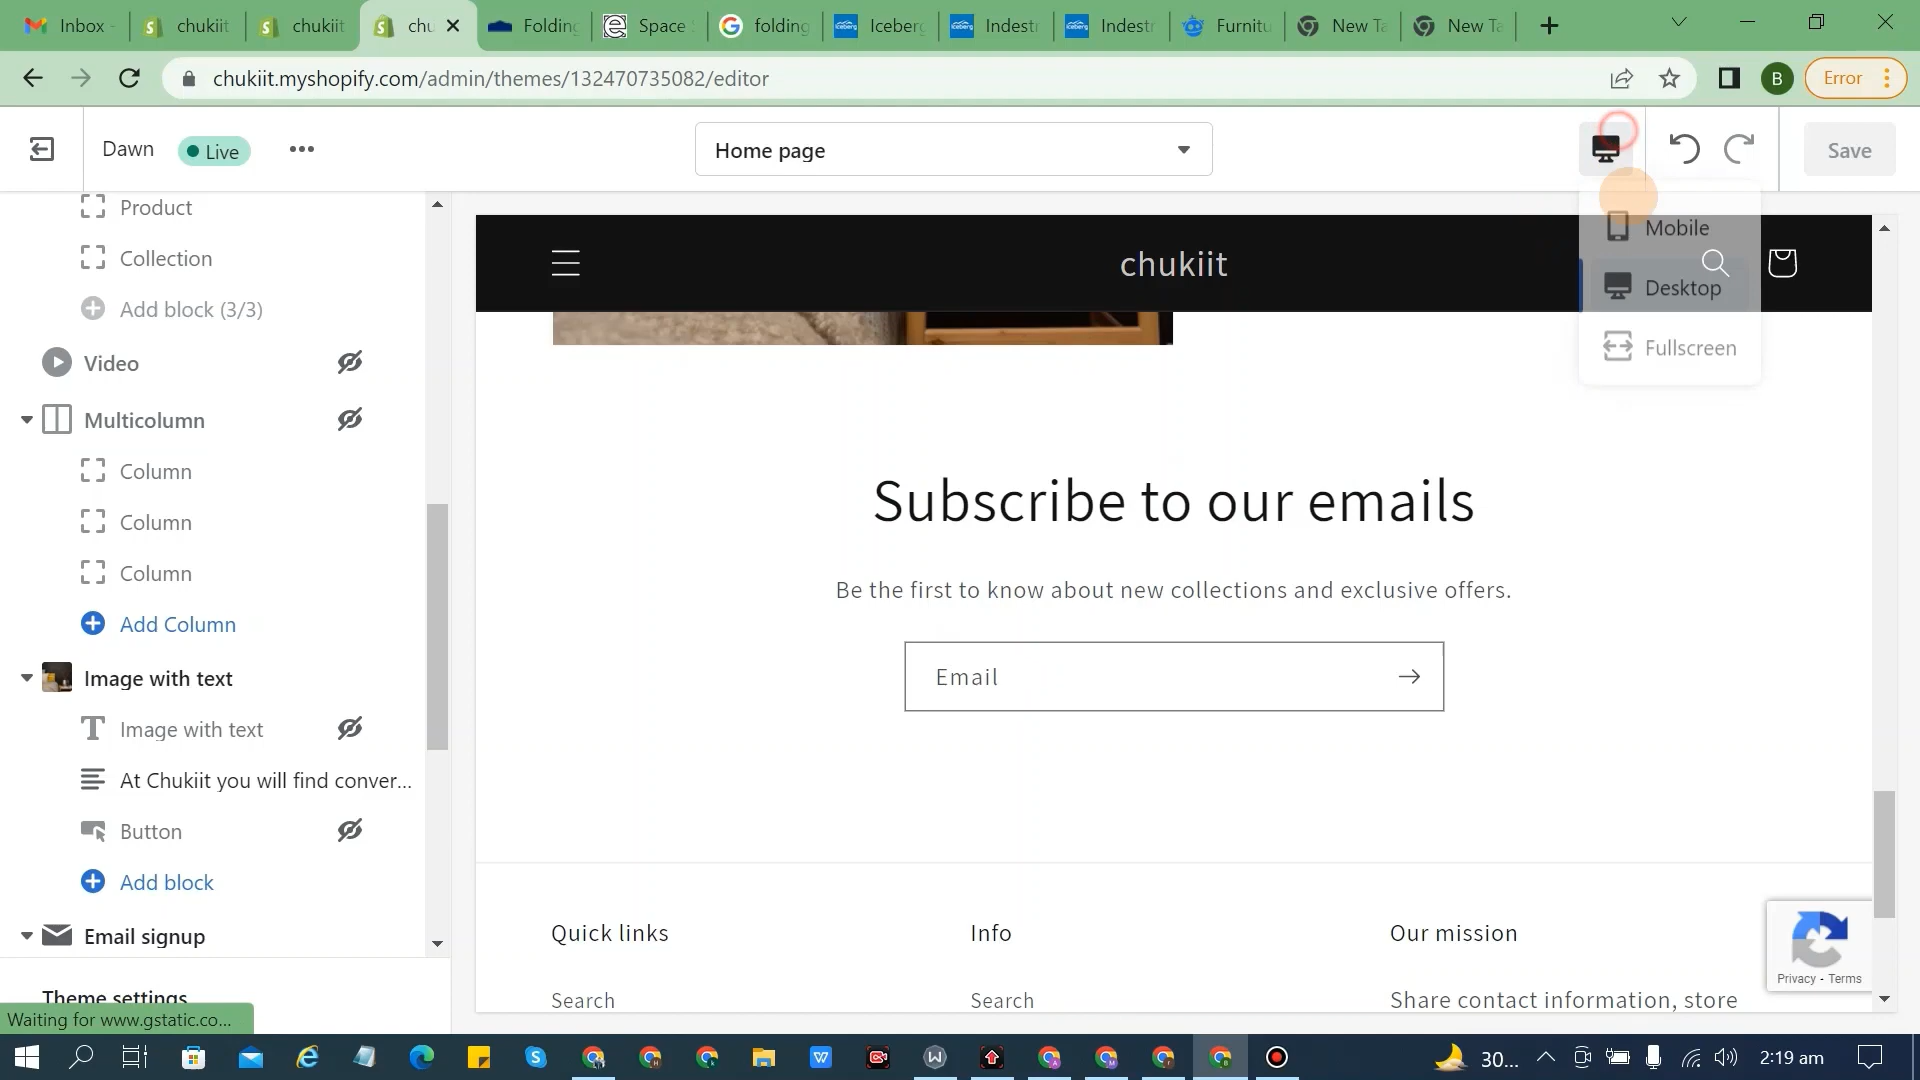 Inbox
chukiit
chukiit
chu
Folding
Space
folding
Iceberg
Indestr
Indestr
Furnitu
New Ta
New Ta
chukiit.myshopify.com/admin/themes/132470735082/editor
B
Error
Dawn
Live
Home page
Save
Product
Collection
Add block (3/3)
Video
Multicolumn
Column
Column
Column
Add Column
Image with text
Image with text
At Chukiit you will find conver...
Button
Add block
Email signup
Theme settings
Waiting for www.gstatic.co...
chukiit
Mobile
Desktop
Fullscreen
Subscribe to our emails
Be the first to know about new collections and exclusive offers.
Email
Quick links
Info
Our mission
Search
Search
Share contact information, store
Privacy - Terms
30...
2:19 am